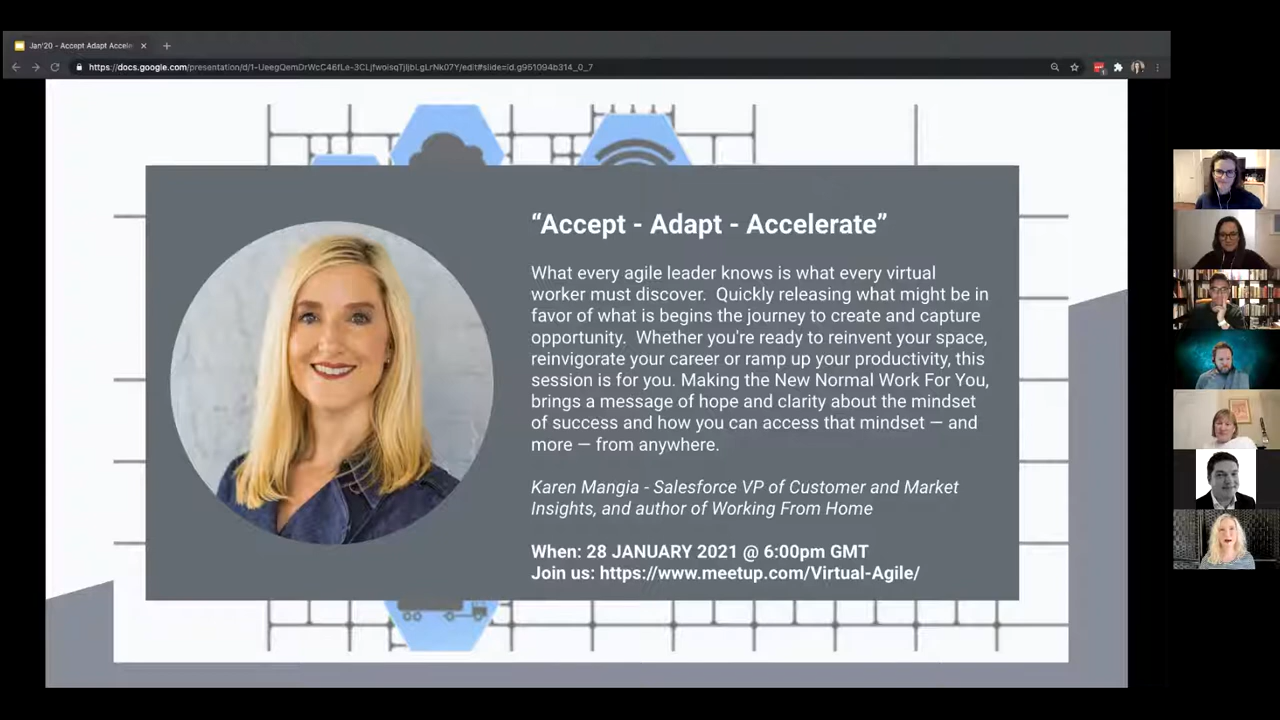 Jan'20 - Accept Adapt Accele
https://docs.google.com/presentation/d/1-UeegQemDrWcC46fLe-3CLjfwoisqTjljbLgLrNk07Y/edit#slide=id.g951094b314_0_7
“Accept - Adapt - Accelerate”
What every agile leader knows is what every virtual
worker must discover. Quickly releasing what might be in
favor of what is begins the journey to create and capture
opportunity. Whether you're ready to reinvent your space,
reinvigorate your career or ramp up your productivity, this
session is for you. Making the New Normal Work For You,
brings a message of hope and clarity about the mindset
of success and how you can access that mindset — and
more — from anywhere.
Karen Mangia - Salesforce VP of Customer and Market
Insights, and author of Working From Home
When: 28 JANUARY 2021 @ 6:00pm GMT
Join us: https://www.meetup.com/Virtual-Agile/